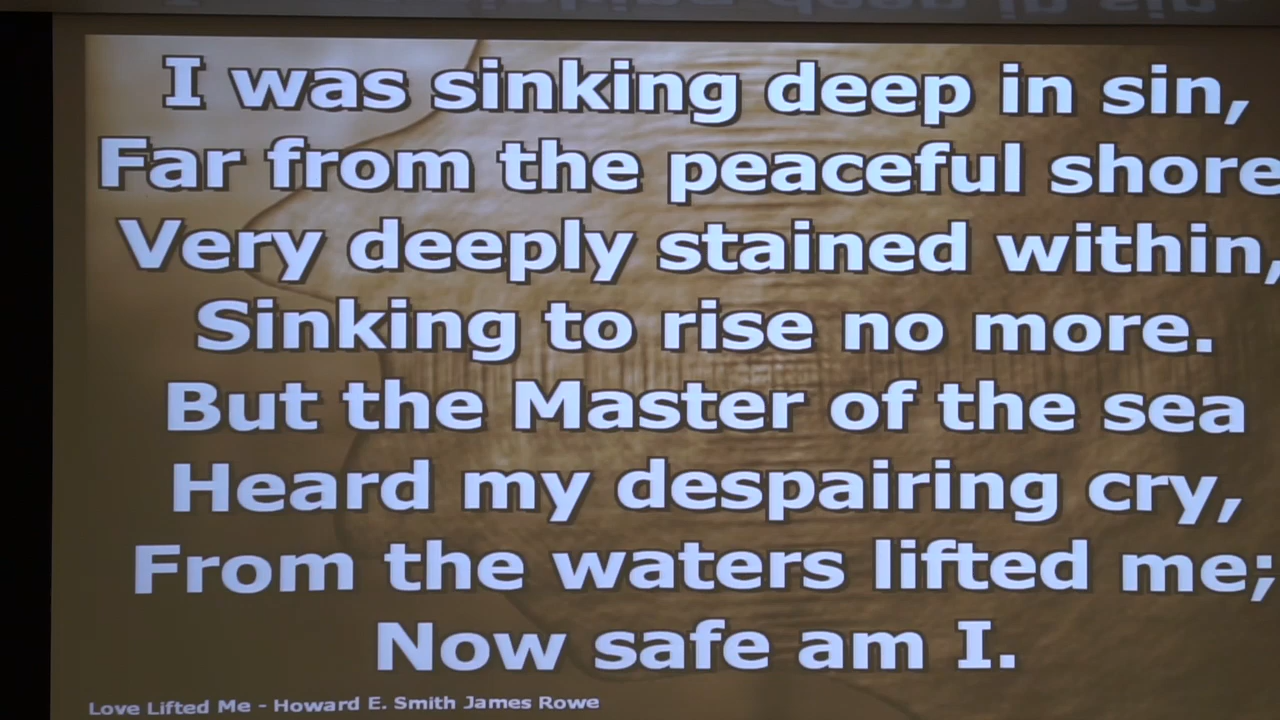 I was sinking deep in sin,
Far from the peaceful shore
Very deeply stained within,
Sinking to rise no more.
But the Master of the sea
Heard my despairing cry,
From the waters lifted me;
Now safe am I.
Love Lifted Me - Howard E. Smith James Rowe